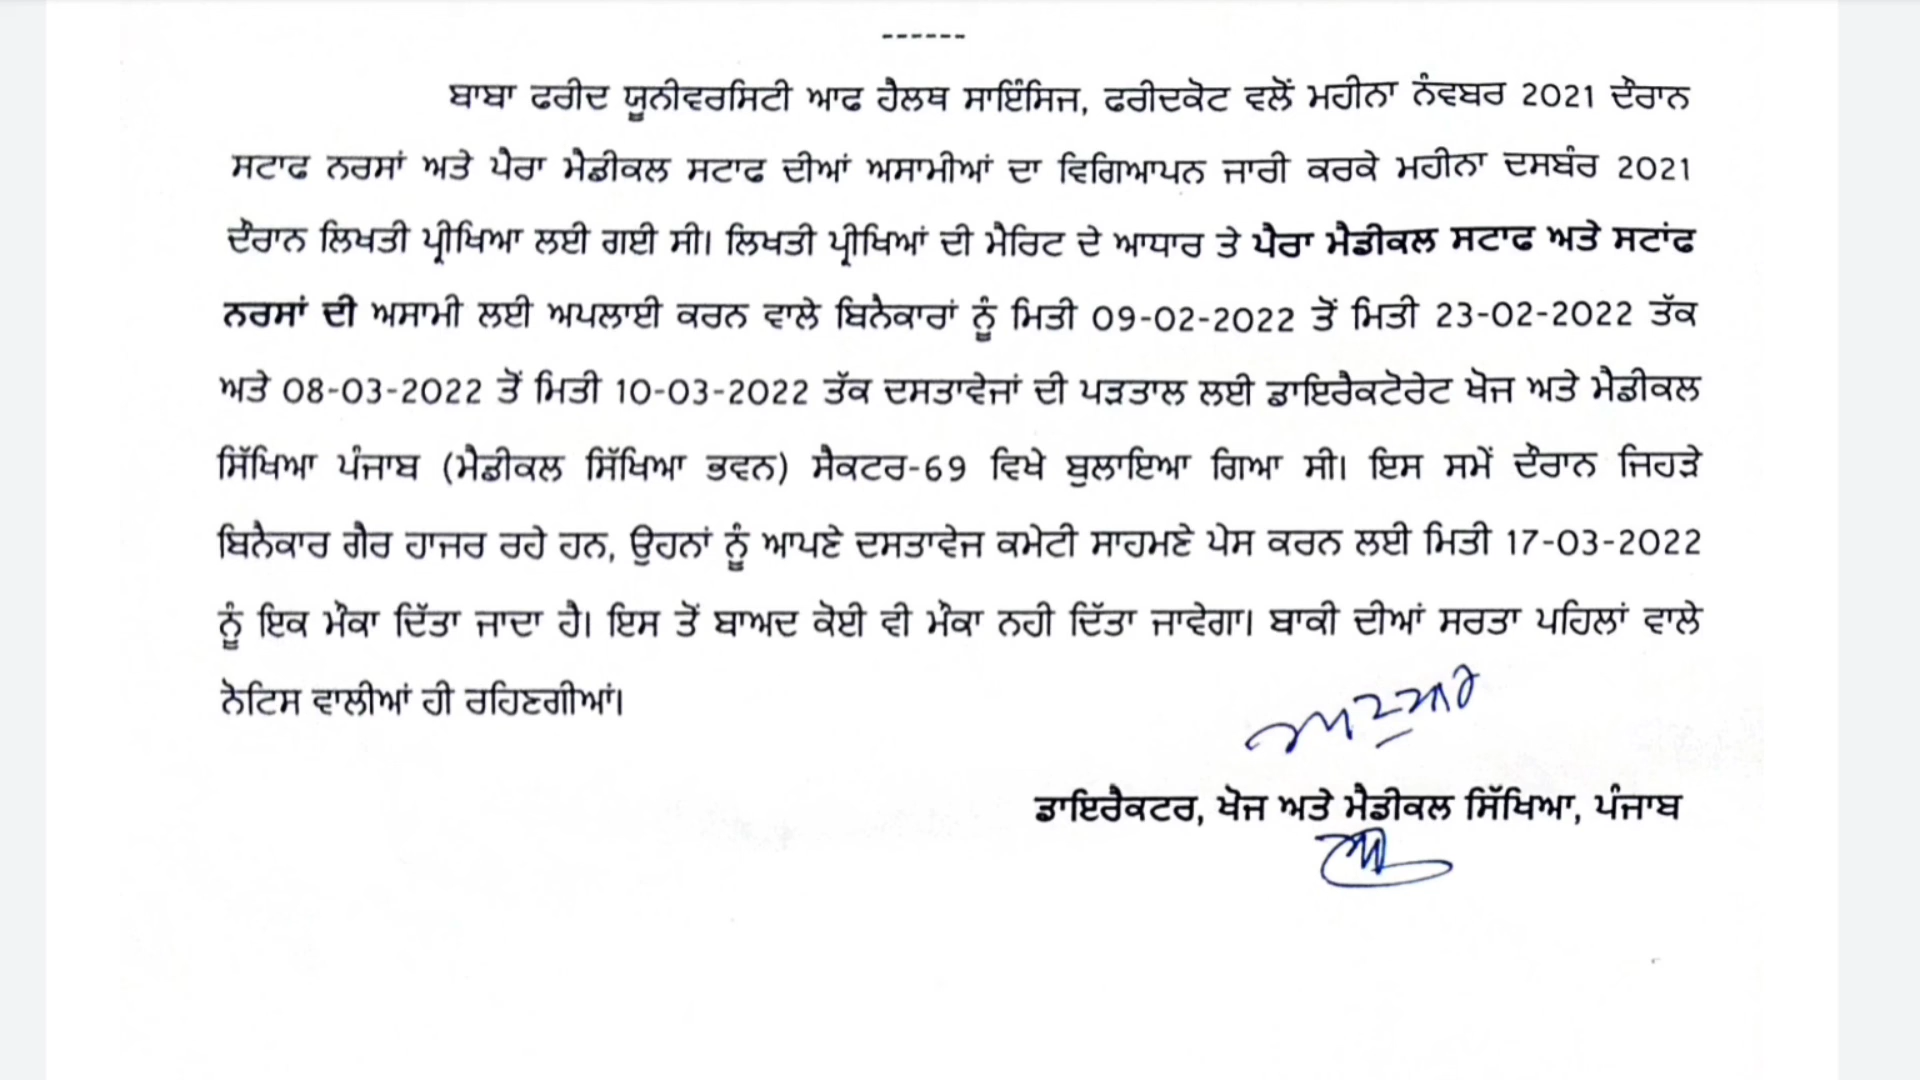 ------
ਬਾਬਾ ਫਰੀਦ ਯੂਨੀਵਰਸਿਟੀ ਆਫ ਹੈਲਥ ਸਾਇੰਸਿਜ, ਫਰੀਦਕੋਟ ਵਲੋਂ ਮਹੀਨਾ ਨੰਵਬਰ 2021 ਦੌਰਾਨ
ਸਟਾਫ ਨਰਸਾਂ ਅਤੇ ਪੈਰਾ ਮੈਡੀਕਲ ਸਟਾਫ ਦੀਆਂ ਅਸਾਮੀਆਂ ਦਾ ਵਿਗਿਆਪਨ ਜਾਰੀ ਕਰਕੇ ਮਹੀਨਾ ਦਸਬੰਰ 2021
ਦੌਰਾਨ ਲਿਖਤੀ ਪ੍ਰੀਖਿਆ ਲਈ ਗਈ ਸੀ। ਲਿਖਤੀ ਪ੍ਰੀਖਿਆਂ ਦੀ ਮੈਰਿਟ ਦੇ ਆਧਾਰ ਤੇ ਪੈਰਾ ਮੈਡੀਕਲ ਸਟਾਫ ਅਤੇ ਸਟਾਂਫ
ਨਰਸਾਂ ਦੀ ਅਸਾਮੀ ਲਈ ਅਪਲਾਈ ਕਰਨ ਵਾਲੇ ਬਿਨੈਕਾਰਾਂ ਨੂੰ ਮਿਤੀ 09-02-2022 ਤੋਂ ਮਿਤੀ 23-02-2022 ਤੱਕ
ਅਤੇ 08-03-2022 ਤੋਂ ਮਿਤੀ 10-03-2022 ਤੱਕ ਦਸਤਾਵੇਜਾਂ ਦੀ ਪੜਤਾਲ ਲਈ ਡਾਇਰੈਕਟੋਰੇਟ ਖੋਜ ਅਤੇ ਮੈਡੀਕਲ
ਸਿੱਖਿਆ ਪੰਜਾਬ (ਮੈਡੀਕਲ ਸਿੱਖਿਆ ਭਵਨ) ਸੈਕਟਰ-69 ਵਿਖੇ ਬੁਲਾਇਆ ਗਿਆ ਸੀ। ਇਸ ਸਮੇਂ ਦੌਰਾਨ ਜਿਹੜੇ
ਬਿਨੈਕਾਰ ਗੈਰ ਹਾਜਰ ਰਹੇ ਹਨ, ਉਹਨਾਂ ਨੂੰ ਆਪਣੇ ਦਸਤਾਵੇਜ ਕਮੇਟੀ ਸਾਹਮਣੇ ਪੇਸ ਕਰਨ ਲਈ ਮਿਤੀ 17-03-2022
ਨੂੰ ਇਕ ਮੌਕਾ ਦਿੱਤਾ ਜਾਦਾ ਹੈ। ਇਸ ਤੋਂ ਬਾਅਦ ਕੋਈ ਵੀ ਮੌਕਾ ਨਹੀ ਦਿੱਤਾ ਜਾਵੇਗਾ। ਬਾਕੀ ਦੀਆਂ ਸਰਤਾ ਪਹਿਲਾਂ ਵਾਲੇ
ਨੋਟਿਸ ਵਾਲੀਆਂ ਹੀ ਰਹਿਣਗੀਆਂ।
ਡਾਇਰੈਕਟਰ, ਖੋਜ ਅਤੇ ਮੈਡੀਕਲ ਸਿੱਖਿਆ, ਪੰਜਾਬ